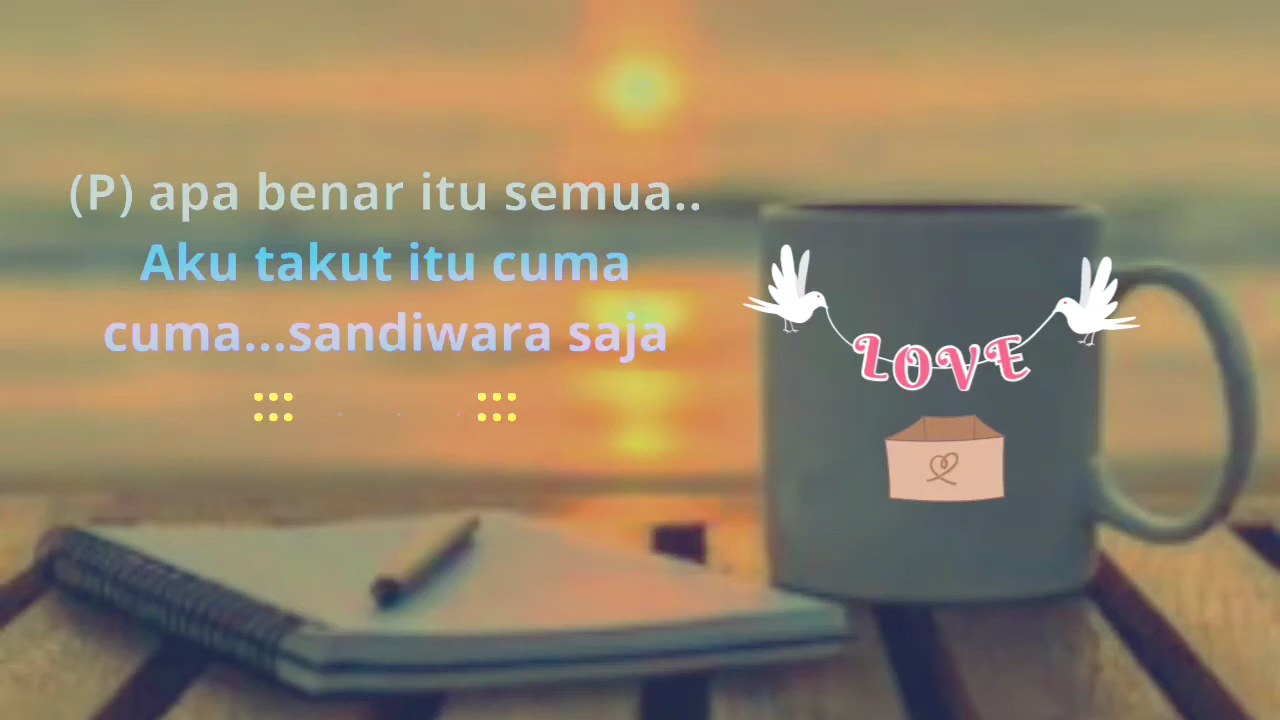 (P) apa benar itu semua..
Aku takut itu cuma
cuma...sandiwara saja
LOVE